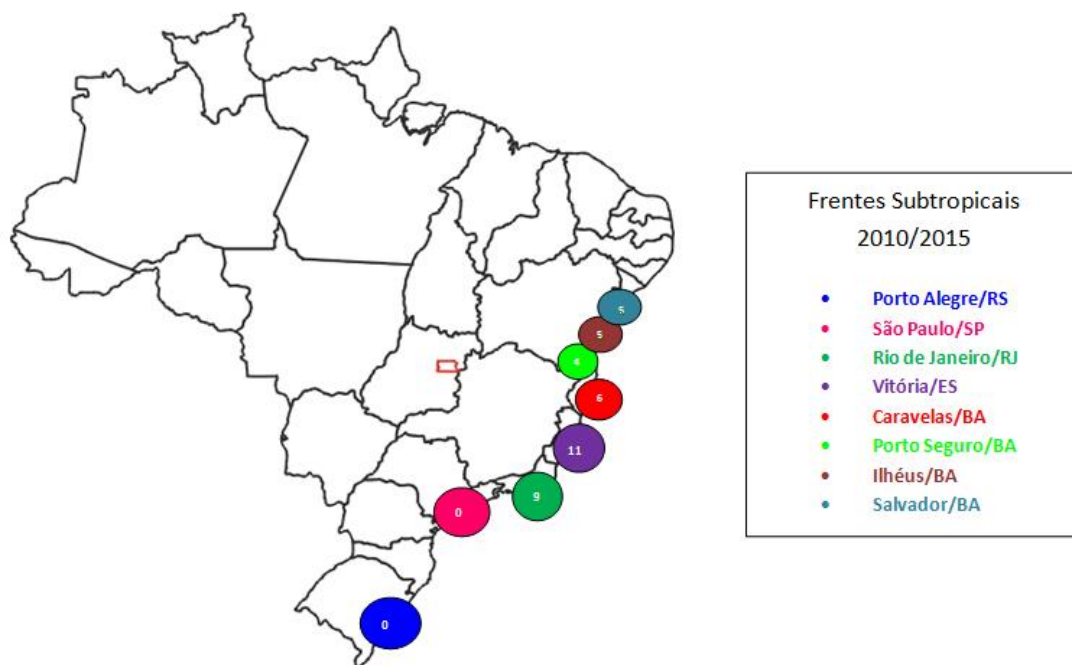 Frentes Subtropicais
2010/2015
• Porto Alegre/RS
• São Paulo/SP
• Rio de Janeiro/RJ
• Vitória/ES
• Caravelas/BA
• Porto Seguro/BA
• Ilhéus/BA
• Salvador/BA
5
5
4
6
11
9
0
0